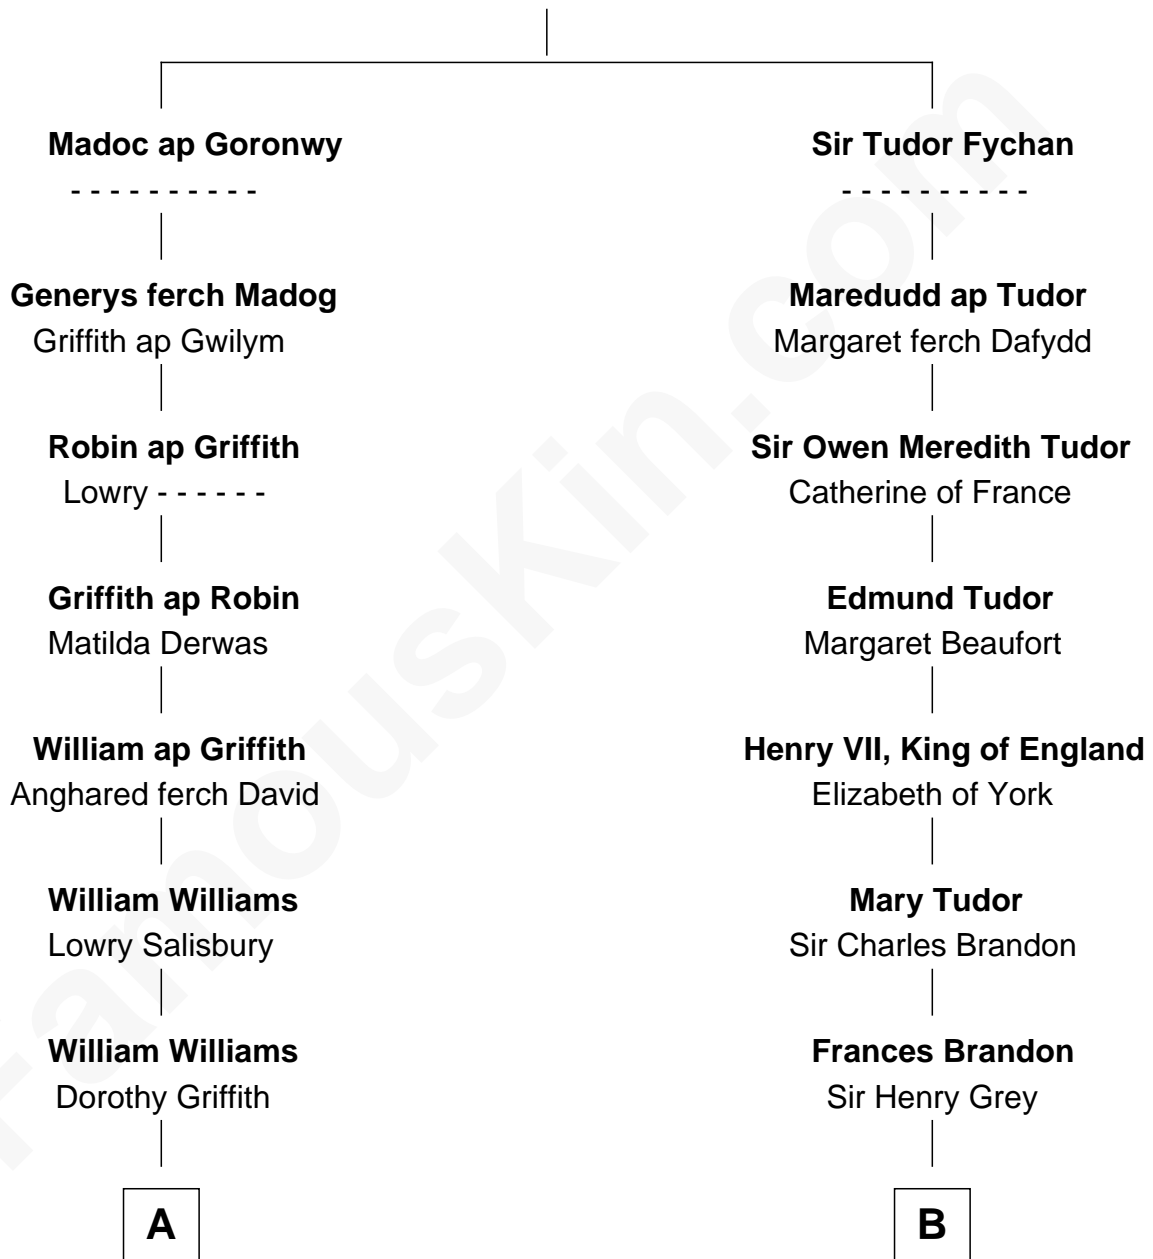 Madoc ap Goronwy
- - - - - - - - - -
Generys ferch Madog
Griffith ap Gwilym
Robin ap Griffith
Lowry - - - - - -
Griffith ap Robin
Matilda Derwas
William ap Griffith
Anghared ferch David
William Williams
Lowry Salisbury
William Williams
Dorothy Griffith
A
Sir Tudor Fychan
- - - - - - - - - -
Maredudd ap Tudor
Margaret ferch Dafydd
Sir Owen Meredith Tudor
Catherine of France
Edmund Tudor
Margaret Beaufort
Henry VII, King of England
Elizabeth of York
Mary Tudor
Sir Charles Brandon
Frances Brandon
Sir Henry Grey
B
FamousKin.com